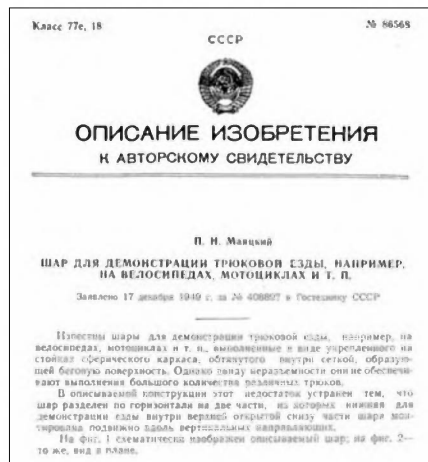 Класс 77е, 18
№ 86568
СССР
ОПИСАНИЕ ИЗОБРЕТЕНИЯ
К АВТОРСКОМУ СВИДЕТЕЛЬСТВУ
П. Н. Маяцкий
ШАР ДЛЯ ДЕМОНСТРАЦИИ ТРЮКОВОЙ ЕЗДЫ, НАПРИМЕР,
НА ВЕЛОСИПЕДАХ, МОТОЦИКЛАХ И Т. П.
Заявлено 17 декабря 1949 г. за № 408897 в Гостехнику СССР
Известны шары для демонстрации трюковой езды, например, на
велосипедах, мотоциклах и т. п., выполненные в виде укрепленного на
стойках сферического каркаса, обтянутого внутри сеткой, образую-
щей беговую поверхность. Однако ввиду неразъемности они не обеспечи-
вают выполнения большого количества различных трюков.
В описываемой конструкции этот недостаток устранен тем, что
шар разделен по горизонтали на две части, из которых нижняя для
демонстрации езды внутри верхней открытой снизу части шара мон-
тирована подвижно вдоль вертикальных направляющих.
На фиг. 1 схематически изображен описываемый шар; на фиг. 2—
то же, вид в плане.